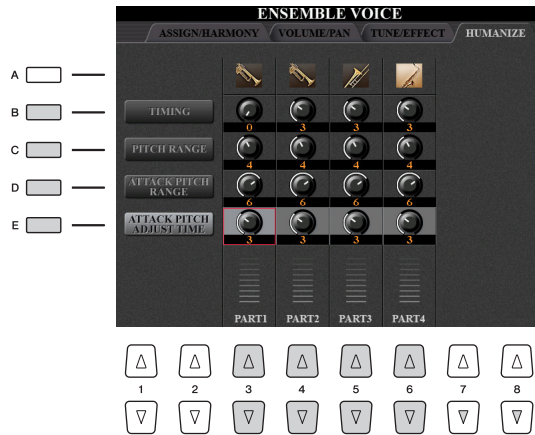 ENSEMBLE VOICE
ASSIGN/HARMONY VOLUME/PAN TUNE/EFFECT HUMANIZE
A
B TIMING 0 3 3 3
C PITCH RANGE 4 4 4 4
D ATTACK PITCH RANGE 6 6 6 6
E ATTACK PITCH ADJUST TIME 3 3 3 3
PART1 PART2 PART3 PART4
1 2 3 4 5 6 7 8